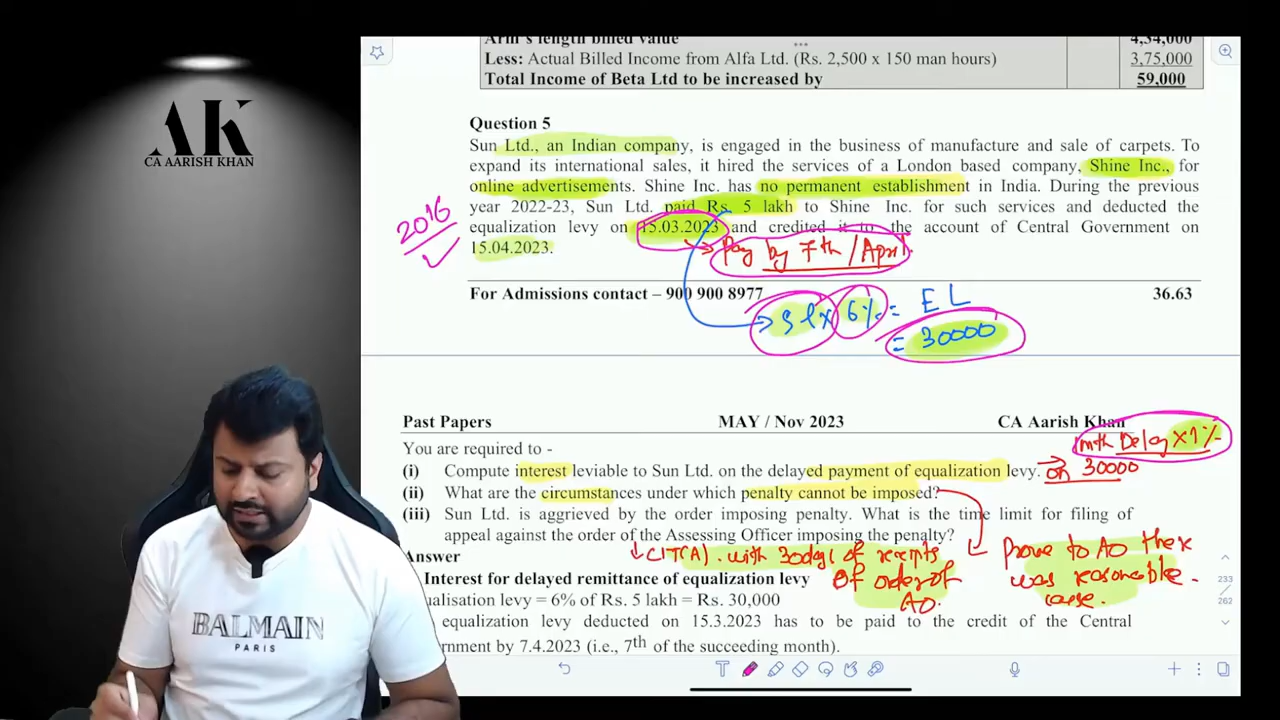 AK
CA AARISH KHAN
BALMAIN
PARIS
Arm's length billed value 4,34,000
Less: Actual Billed Income from Alfa Ltd. (Rs. 2,500 x 150 man hours) 3,75,000
Total Income of Beta Ltd to be increased by 59,000
Question 5
Sun Ltd., an Indian company, is engaged in the business of manufacture and sale of carpets. To
expand its international sales, it hired the services of a London based company, Shine Inc., for
online advertisements. Shine Inc. has no permanent establishment in India. During the previous
year 2022-23, Sun Ltd. paid Rs. 5 lakh to Shine Inc. for such services and deducted the
equalization levy on 15.03.2023 and credited it to the account of Central Government on
15.04.2023.
2016
Pay by 7th/April
For Admissions contact – 900 900 8977 36.63
5 l x 6% = EL
= 30000
Past Papers MAY / Nov 2023 CA Aarish Khan
mth Delay x 1%
on 30000
You are required to -
(i) Compute interest leviable to Sun Ltd. on the delayed payment of equalization levy.
(ii) What are the circumstances under which penalty cannot be imposed?
(iii) Sun Ltd. is aggrieved by the order imposing penalty. What is the time limit for filing of
appeal against the order of the Assessing Officer imposing the penalty?
CIT(A). with 30days of receipts
of order of
AO.
Prove to AO ther
was resonable
case.
Answer
Interest for delayed remittance of equalization levy
ualisation levy = 6% of Rs. 5 lakh = Rs. 30,000
equalization levy deducted on 15.3.2023 has to be paid to the credit of the Central
rnment by 7.4.2023 (i.e., 7th of the succeeding month).
233
262
T